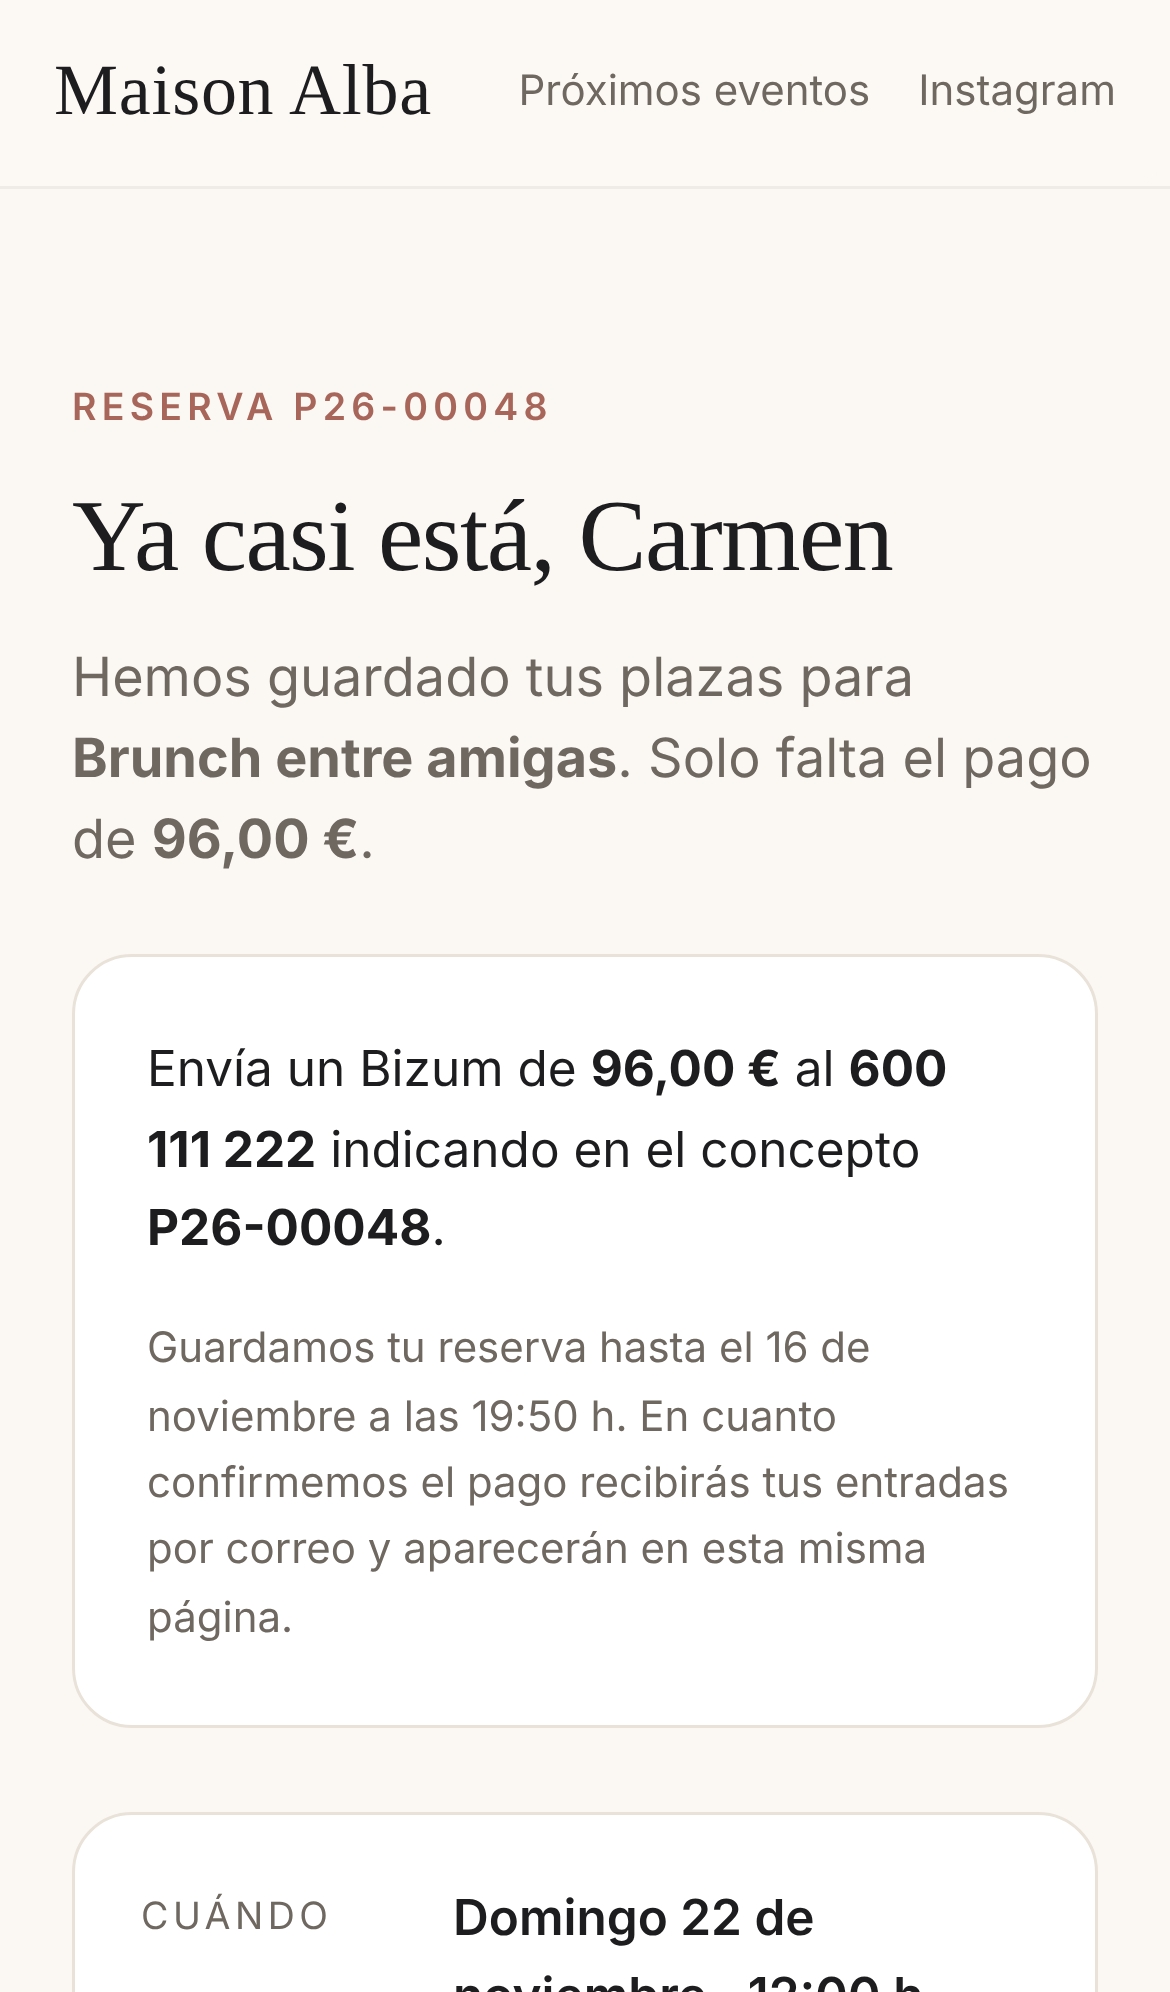 Maison Alba
Próximos eventos
Instagram
RESERVA P26-00048
Ya casi está, Carmen
Hemos guardado tus plazas para
Brunch entre amigas. Solo falta el pago
de 96,00 €.
Envía un Bizum de 96,00 € al 600
111 222 indicando en el concepto
P26-00048.
Guardamos tu reserva hasta el 16 de
noviembre a las 19:50 h. En cuanto
confirmemos el pago recibirás tus entradas
por correo y aparecerán en esta misma
página.
CUÁNDO
Domingo 22 de
noviembre 12:00 h